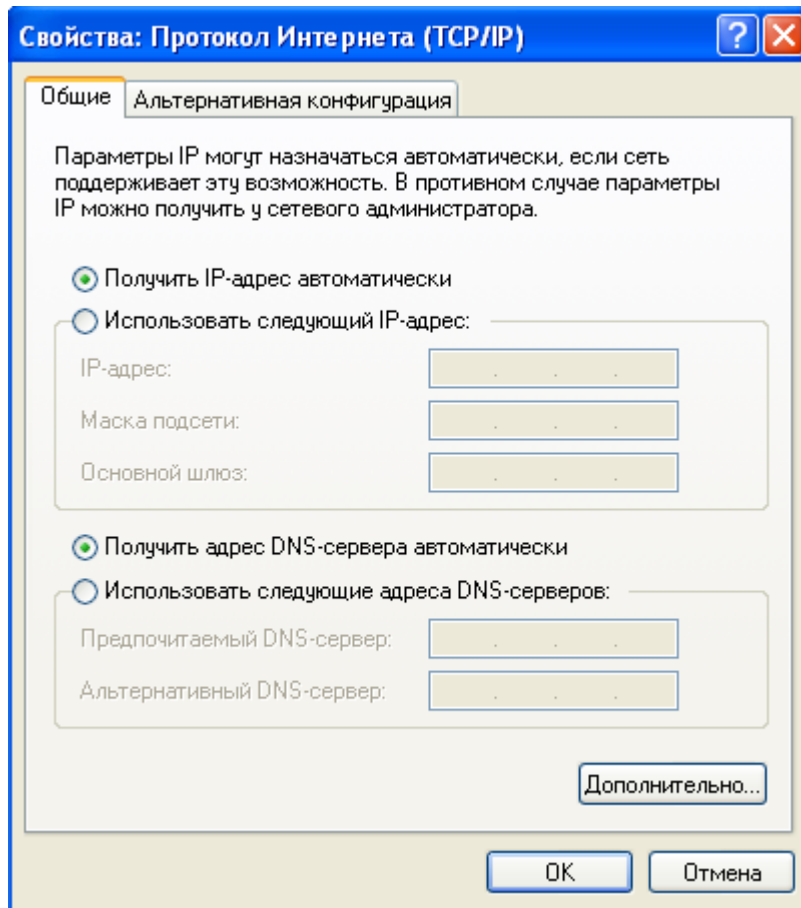 Свойства: Протокол Интернета (TCP/IP)
Общие
Альтернативная конфигурация
Параметры IP могут назначаться автоматически, если сеть
поддерживает эту возможность. В противном случае параметры
IP можно получить у сетевого администратора.
Получить IP-адрес автоматически
Использовать следующий IP-адрес:
IP-адрес:
Маска подсети:
Основной шлюз:
Получить адрес DNS-сервера автоматически
Использовать следующие адреса DNS-серверов:
Предпочитаемый DNS-сервер:
Альтернативный DNS-сервер:
Дополнительно...
ОК
Отмена